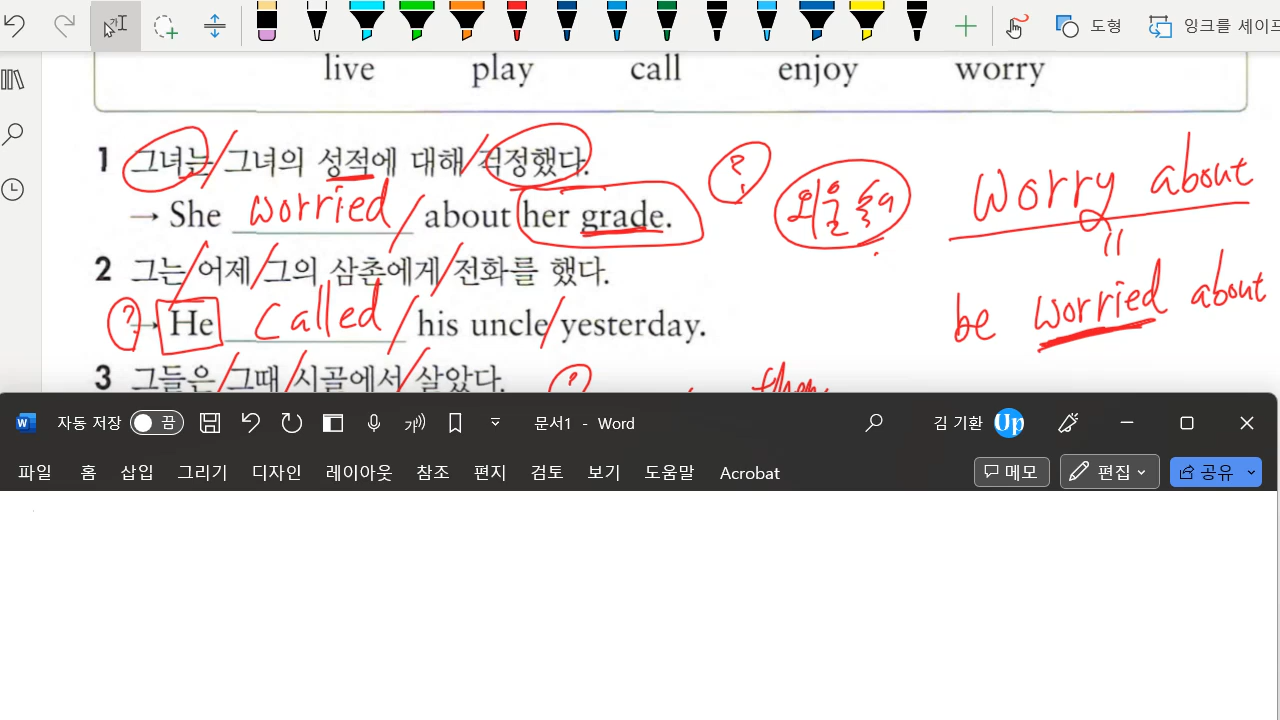 도형
잉크를 셰이프
live play call enjoy worry
1 그녀는 그녀의 성적에 대해 걱정했다.
→ She worried about her grade.
외울 숙어
worry about
=
be worried about
2 그는 어제 그의 삼촌에게 전화를 했다.
→ He called his uncle yesterday.
3 그들은 그때 시골에서 살았다.
then
자동 저장 끔 가 문서1 - Word 김 기환 Up
파일 홈 삽입 그리기 디자인 레이아웃 참조 편지 검토 보기 도움말 Acrobat 메모 편집 공유